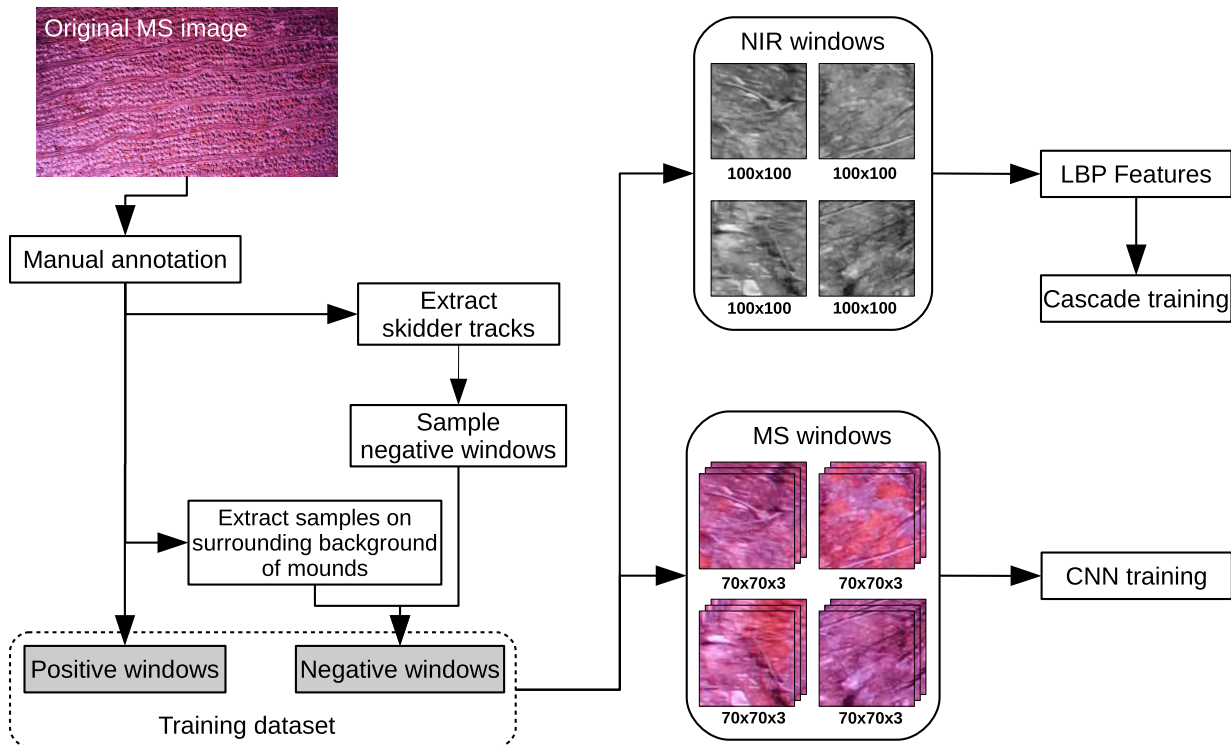 Original MS image
Manual annotation
Extract
skidder tracks
Sample
negative windows
Extract samples on
surrounding background
of mounds
Positive windows
Negative windows
Training dataset
NIR windows
100x100
100x100
100x100
100x100
LBP Features
Cascade training
MS windows
70x70x3
70x70x3
70x70x3
70x70x3
CNN training